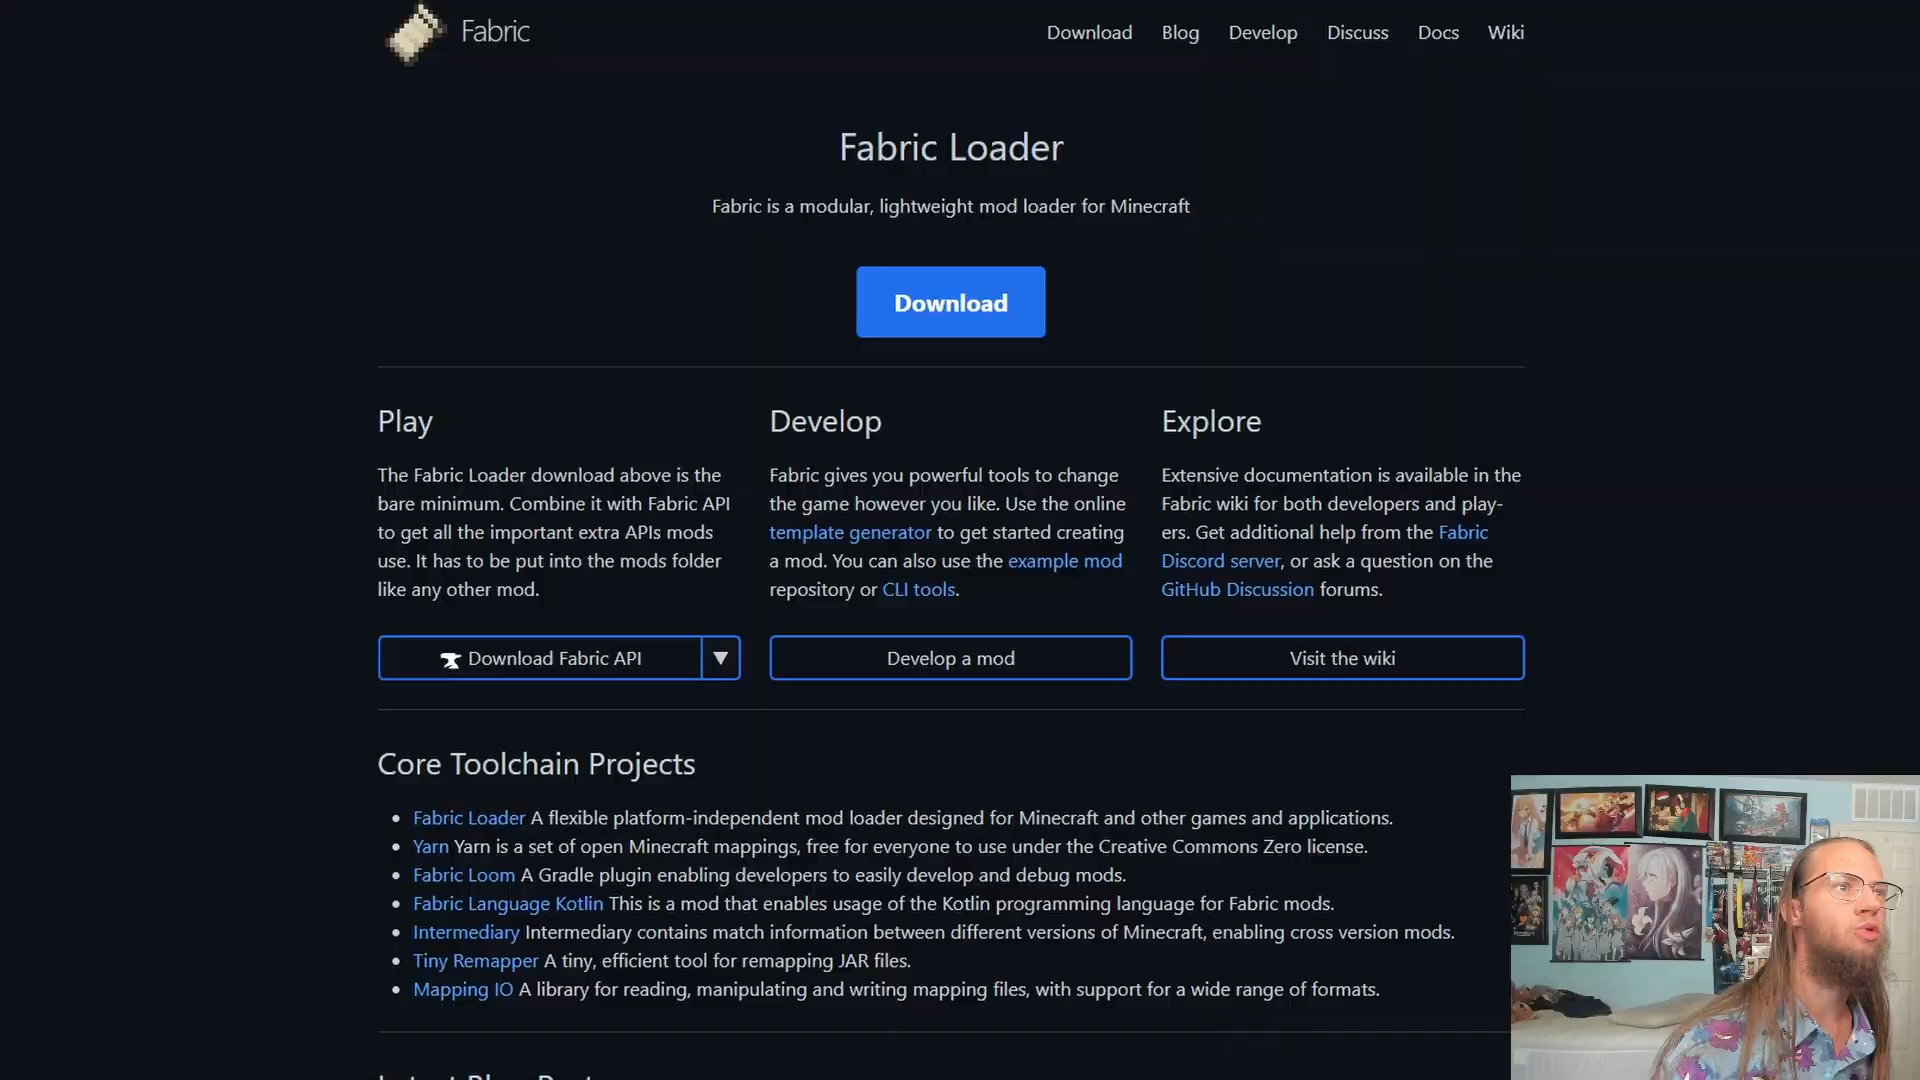 Fabric
Download Blog Develop Discuss Docs Wiki
Fabric Loader
Fabric is a modular, lightweight mod loader for Minecraft
Download
Play
The Fabric Loader download above is the
bare minimum. Combine it with Fabric API
to get all the important extra APIs mods
use. It has to be put into the mods folder
like any other mod.
Download Fabric API ▼
Develop
Fabric gives you powerful tools to change
the game however you like. Use the online
template generator to get started creating
a mod. You can also use the example mod
repository or CLI tools.
Develop a mod
Explore
Extensive documentation is available in the
Fabric wiki for both developers and play-
ers. Get additional help from the Fabric
Discord server, or ask a question on the
GitHub Discussion forums.
Visit the wiki
Core Toolchain Projects
• Fabric Loader A flexible platform-independent mod loader designed for Minecraft and other games and applications.
• Yarn Yarn is a set of open Minecraft mappings, free for everyone to use under the Creative Commons Zero license.
• Fabric Loom A Gradle plugin enabling developers to easily develop and debug mods.
• Fabric Language Kotlin This is a mod that enables usage of the Kotlin programming language for Fabric mods.
• Intermediary Intermediary contains match information between different versions of Minecraft, enabling cross version mods.
• Tiny Remapper A tiny, efficient tool for remapping JAR files.
• Mapping IO A library for reading, manipulating and writing mapping files, with support for a wide range of formats.